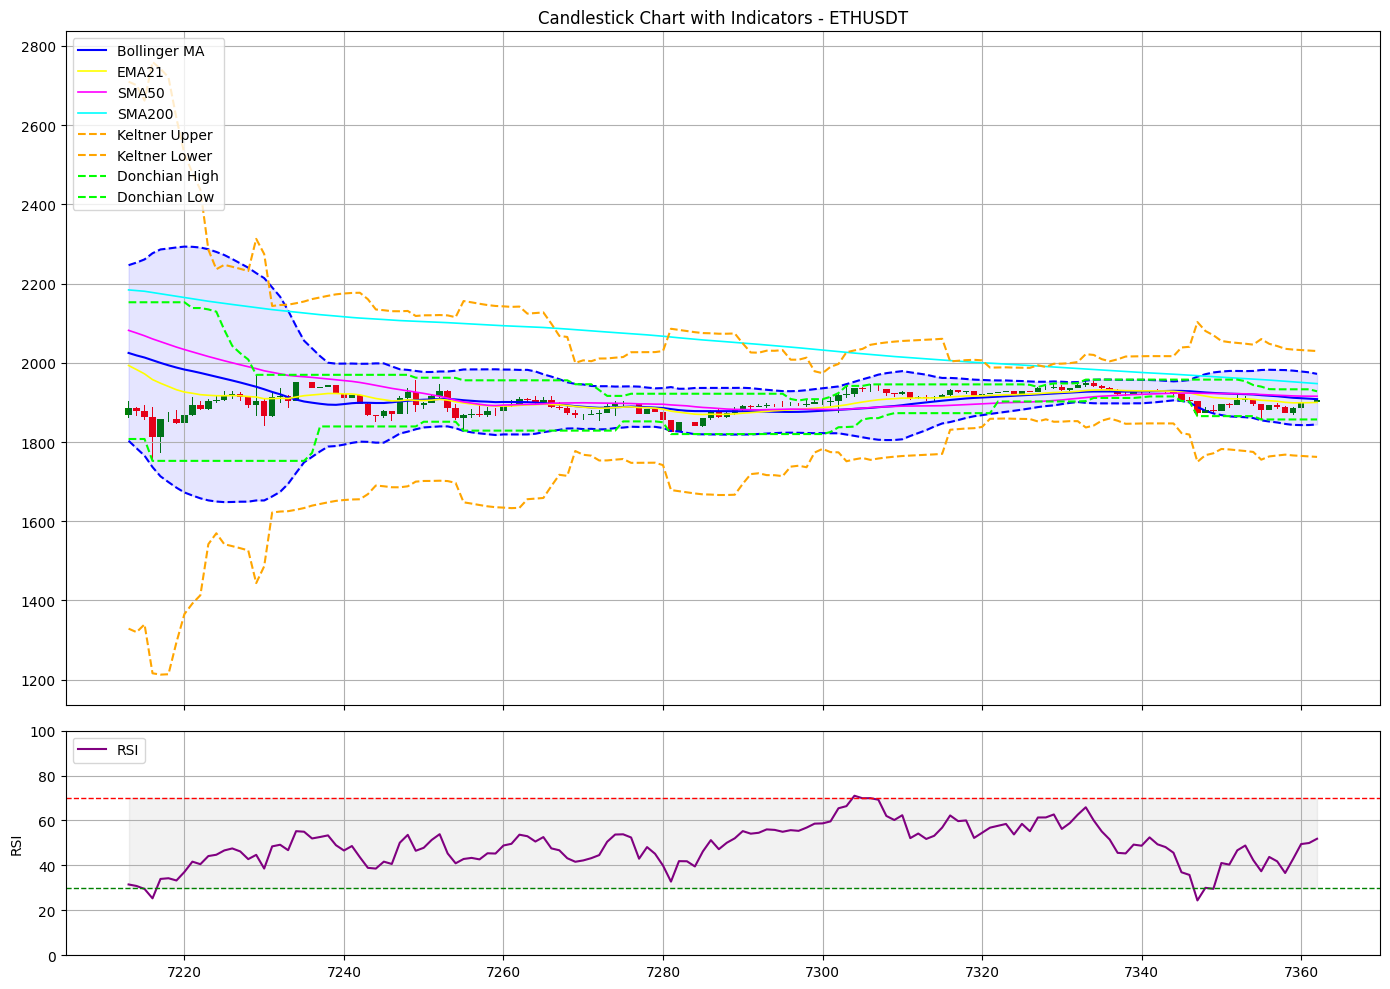 Candlestick Chart with Indicators - ETHUSDT
2800
2600
2400
2200
2000
1800
1600
1400
1200
Bollinger MA
EMA21
SMA50
SMA200
Keltner Upper
Keltner Lower
Donchian High
Donchian Low
100
80
60
40
20
0
RSI
RSI
7220
7240
7260
7280
7300
7320
7340
7360